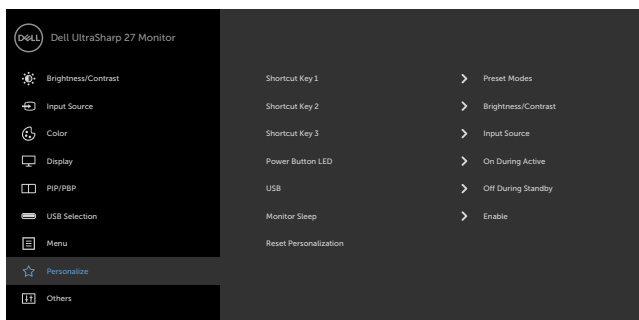 DELL Dell UltraSharp 27 Monitor
Brightness/Contrast Shortcut Key 1 Preset Modes
Input Source Shortcut Key 2 Brightness/Contrast
Color Shortcut Key 3 Input Source
Display Power Button LED On During Active
PIP/PBP USB Off During Standby
USB Selection Monitor Sleep Enable
Menu Reset Personalization
Personalize
Others